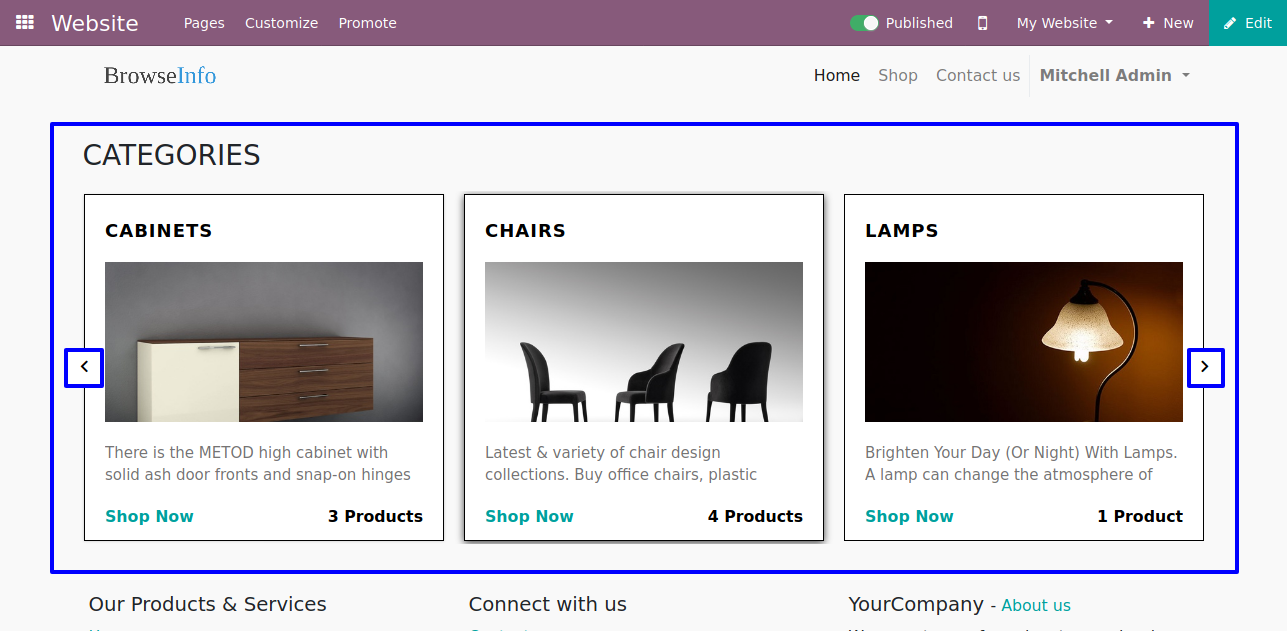 Website Pages Customize Promote Published My Website New Edit
BrowseInfo Home Shop Contact us Mitchell Admin
CATEGORIES
CABINETS
There is the METOD high cabinet with
solid ash door fronts and snap-on hinges
Shop Now 3 Products
CHAIRS
Latest & variety of chair design
collections. Buy office chairs, plastic
Shop Now 4 Products
LAMPS
Brighten Your Day (Or Night) With Lamps.
A lamp can change the atmosphere of
Shop Now 1 Product
Our Products & Services
Connect with us
YourCompany - About us